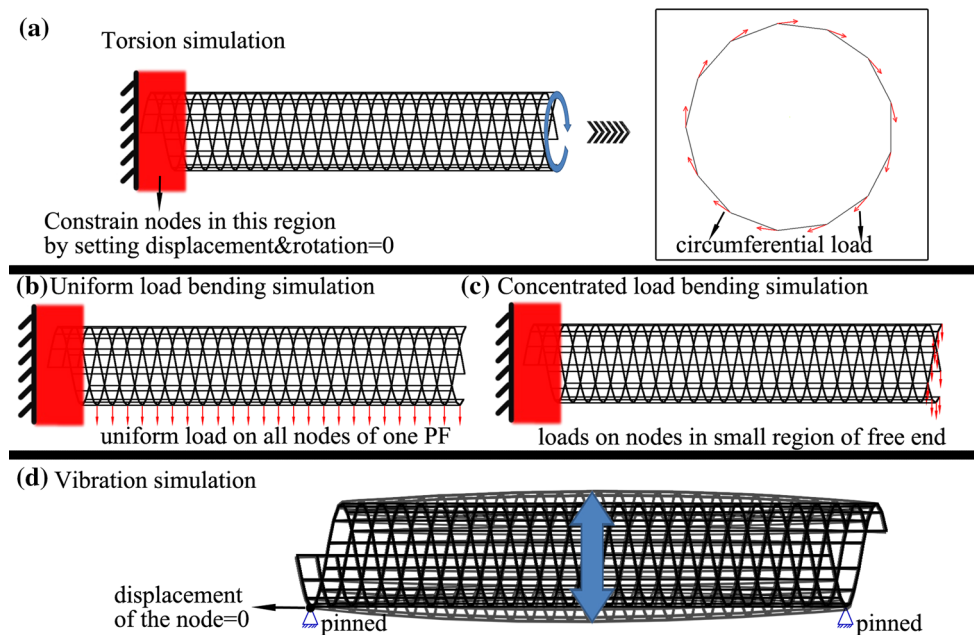 (a)
Torsion simulation
Constrain nodes in this region
by setting displacement&rotation=0
circumferential load
(b) Uniform load bending simulation
uniform load on all nodes of one PF
(c) Concentrated load bending simulation
loads on nodes in small region of free end
(d) Vibration simulation
displacement
of the node=0
pinned
pinned